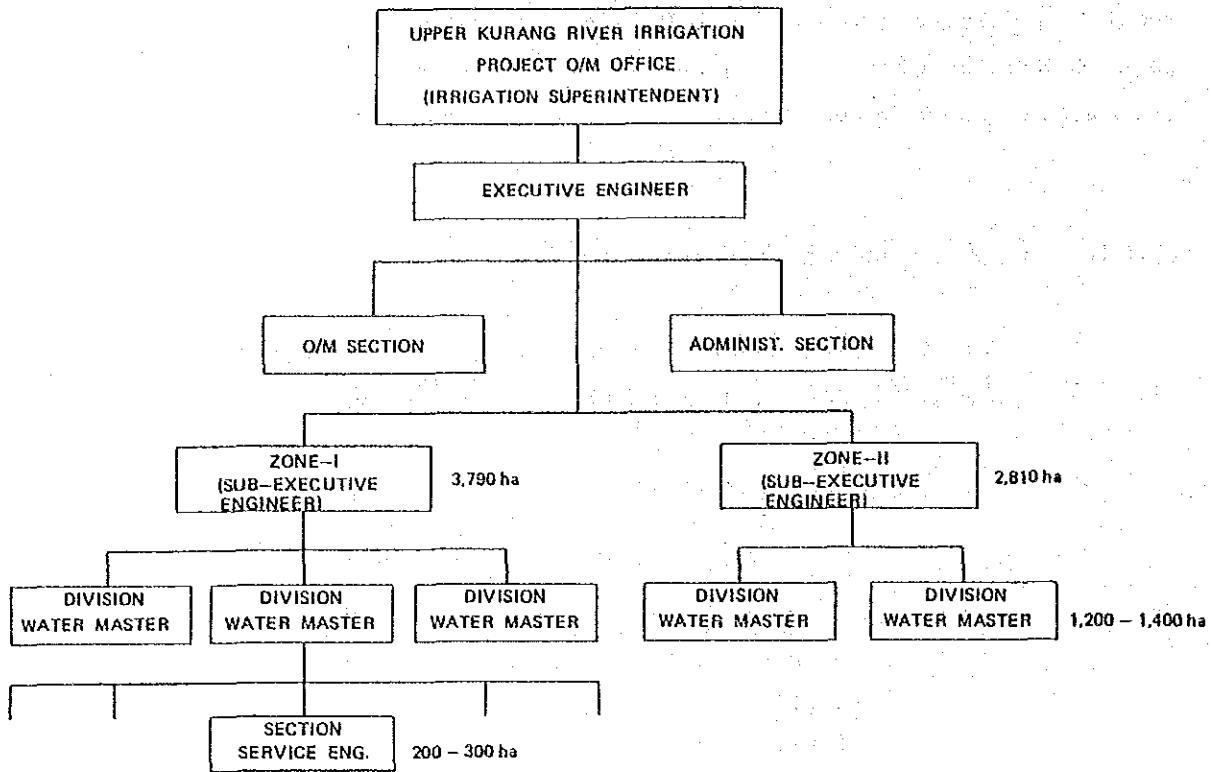 UPPER KURANG RIVER IRRIGATION
PROJECT O/M OFFICE
(IRRIGATION SUPERINTENDENT)
EXECUTIVE ENGINEER
O/M SECTION
ADMINIST. SECTION
ZONE-I
(SUB-EXECUTIVE
ENGINEER)
3,790 ha
ZONE-II
(SUB-EXECUTIVE
ENGINEER)
2,810 ha
DIVISION
WATER MASTER
DIVISION
WATER MASTER
DIVISION
WATER MASTER
DIVISION
WATER MASTER
DIVISION
WATER MASTER
1,200 – 1,400 ha
SECTION
SERVICE ENG.
200 – 300 ha